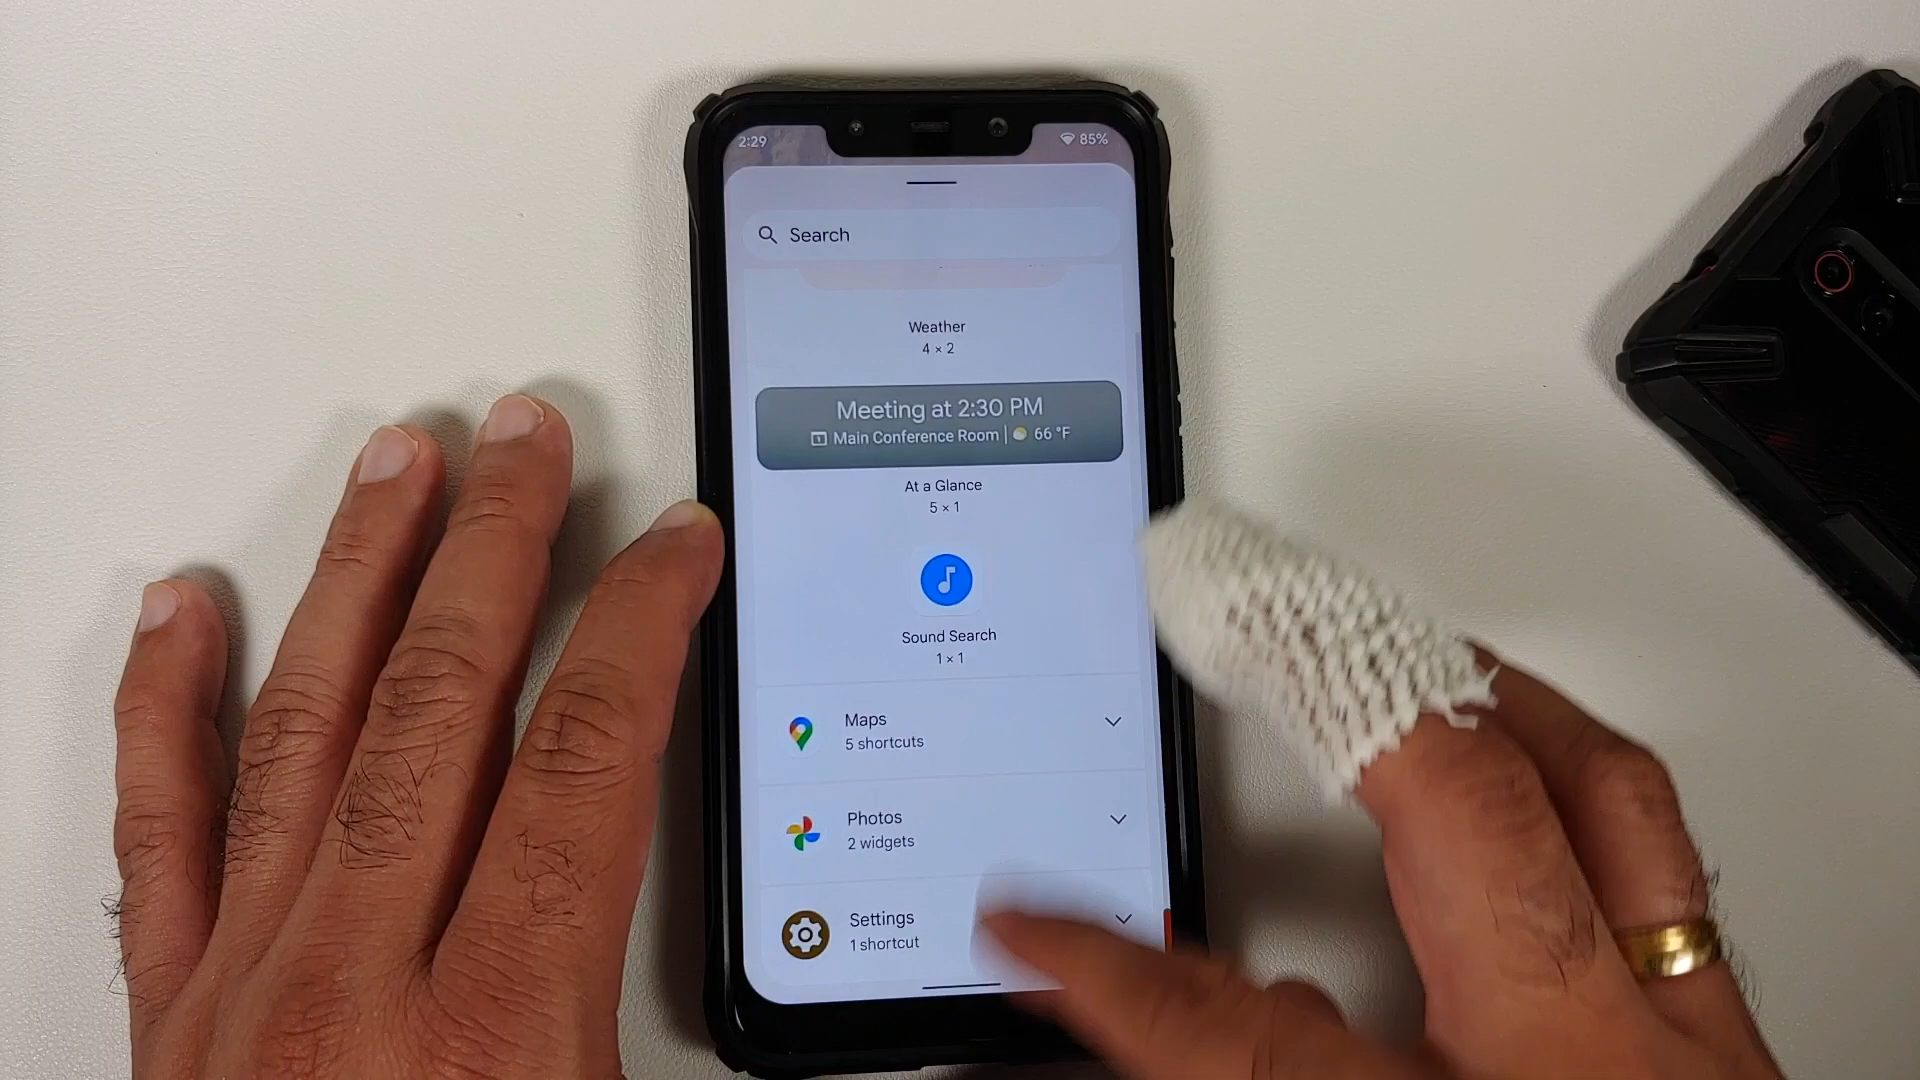 2:29
85%
Search
Weather
4 × 2
Meeting at 2:30 PM
Main Conference Room | 66 °F
At a Glance
5 × 1
Sound Search
1 × 1
Maps
5 shortcuts
Photos
2 widgets
Settings
1 shortcut